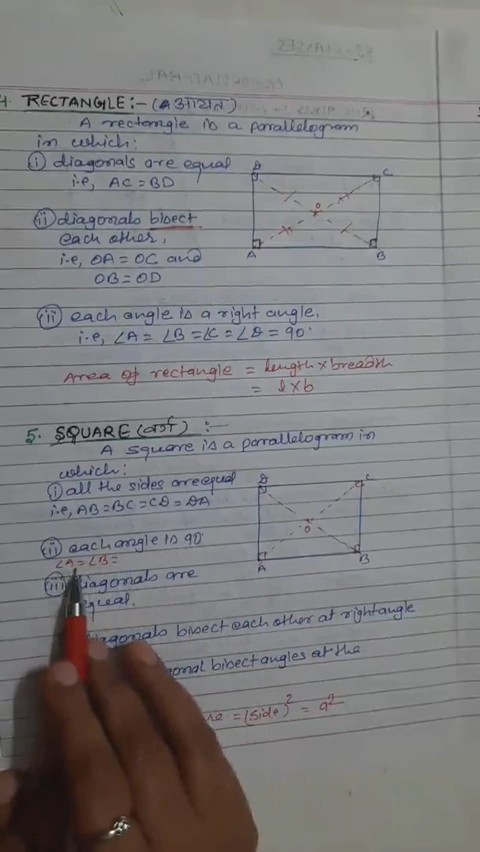 4. RECTANGLE:- (आयत)
A rectangle is a parallelogram
in which:
(i) diagonals are equal
i.e, AC = BD
D C
O
A B
(ii) diagonals bisect
each other,
i.e, OA = OC and
OB = OD
(iii) each angle is a right angle,
i.e, ∠A = ∠B = ∠C = ∠D = 90°
Area of rectangle = length × breadth
= l × b
5. SQUARE (वर्ग) :-
A square is a parallelogram in
which:
(i) all the sides are equal
i.e, AB = BC = CD = DA
D C
O
A B
(ii) each angle is 90°
∠A = ∠B =
(iii) diagonals are
equal.
diagonals bisect each other at right angle
bisect angles at the
= (side)² = a²